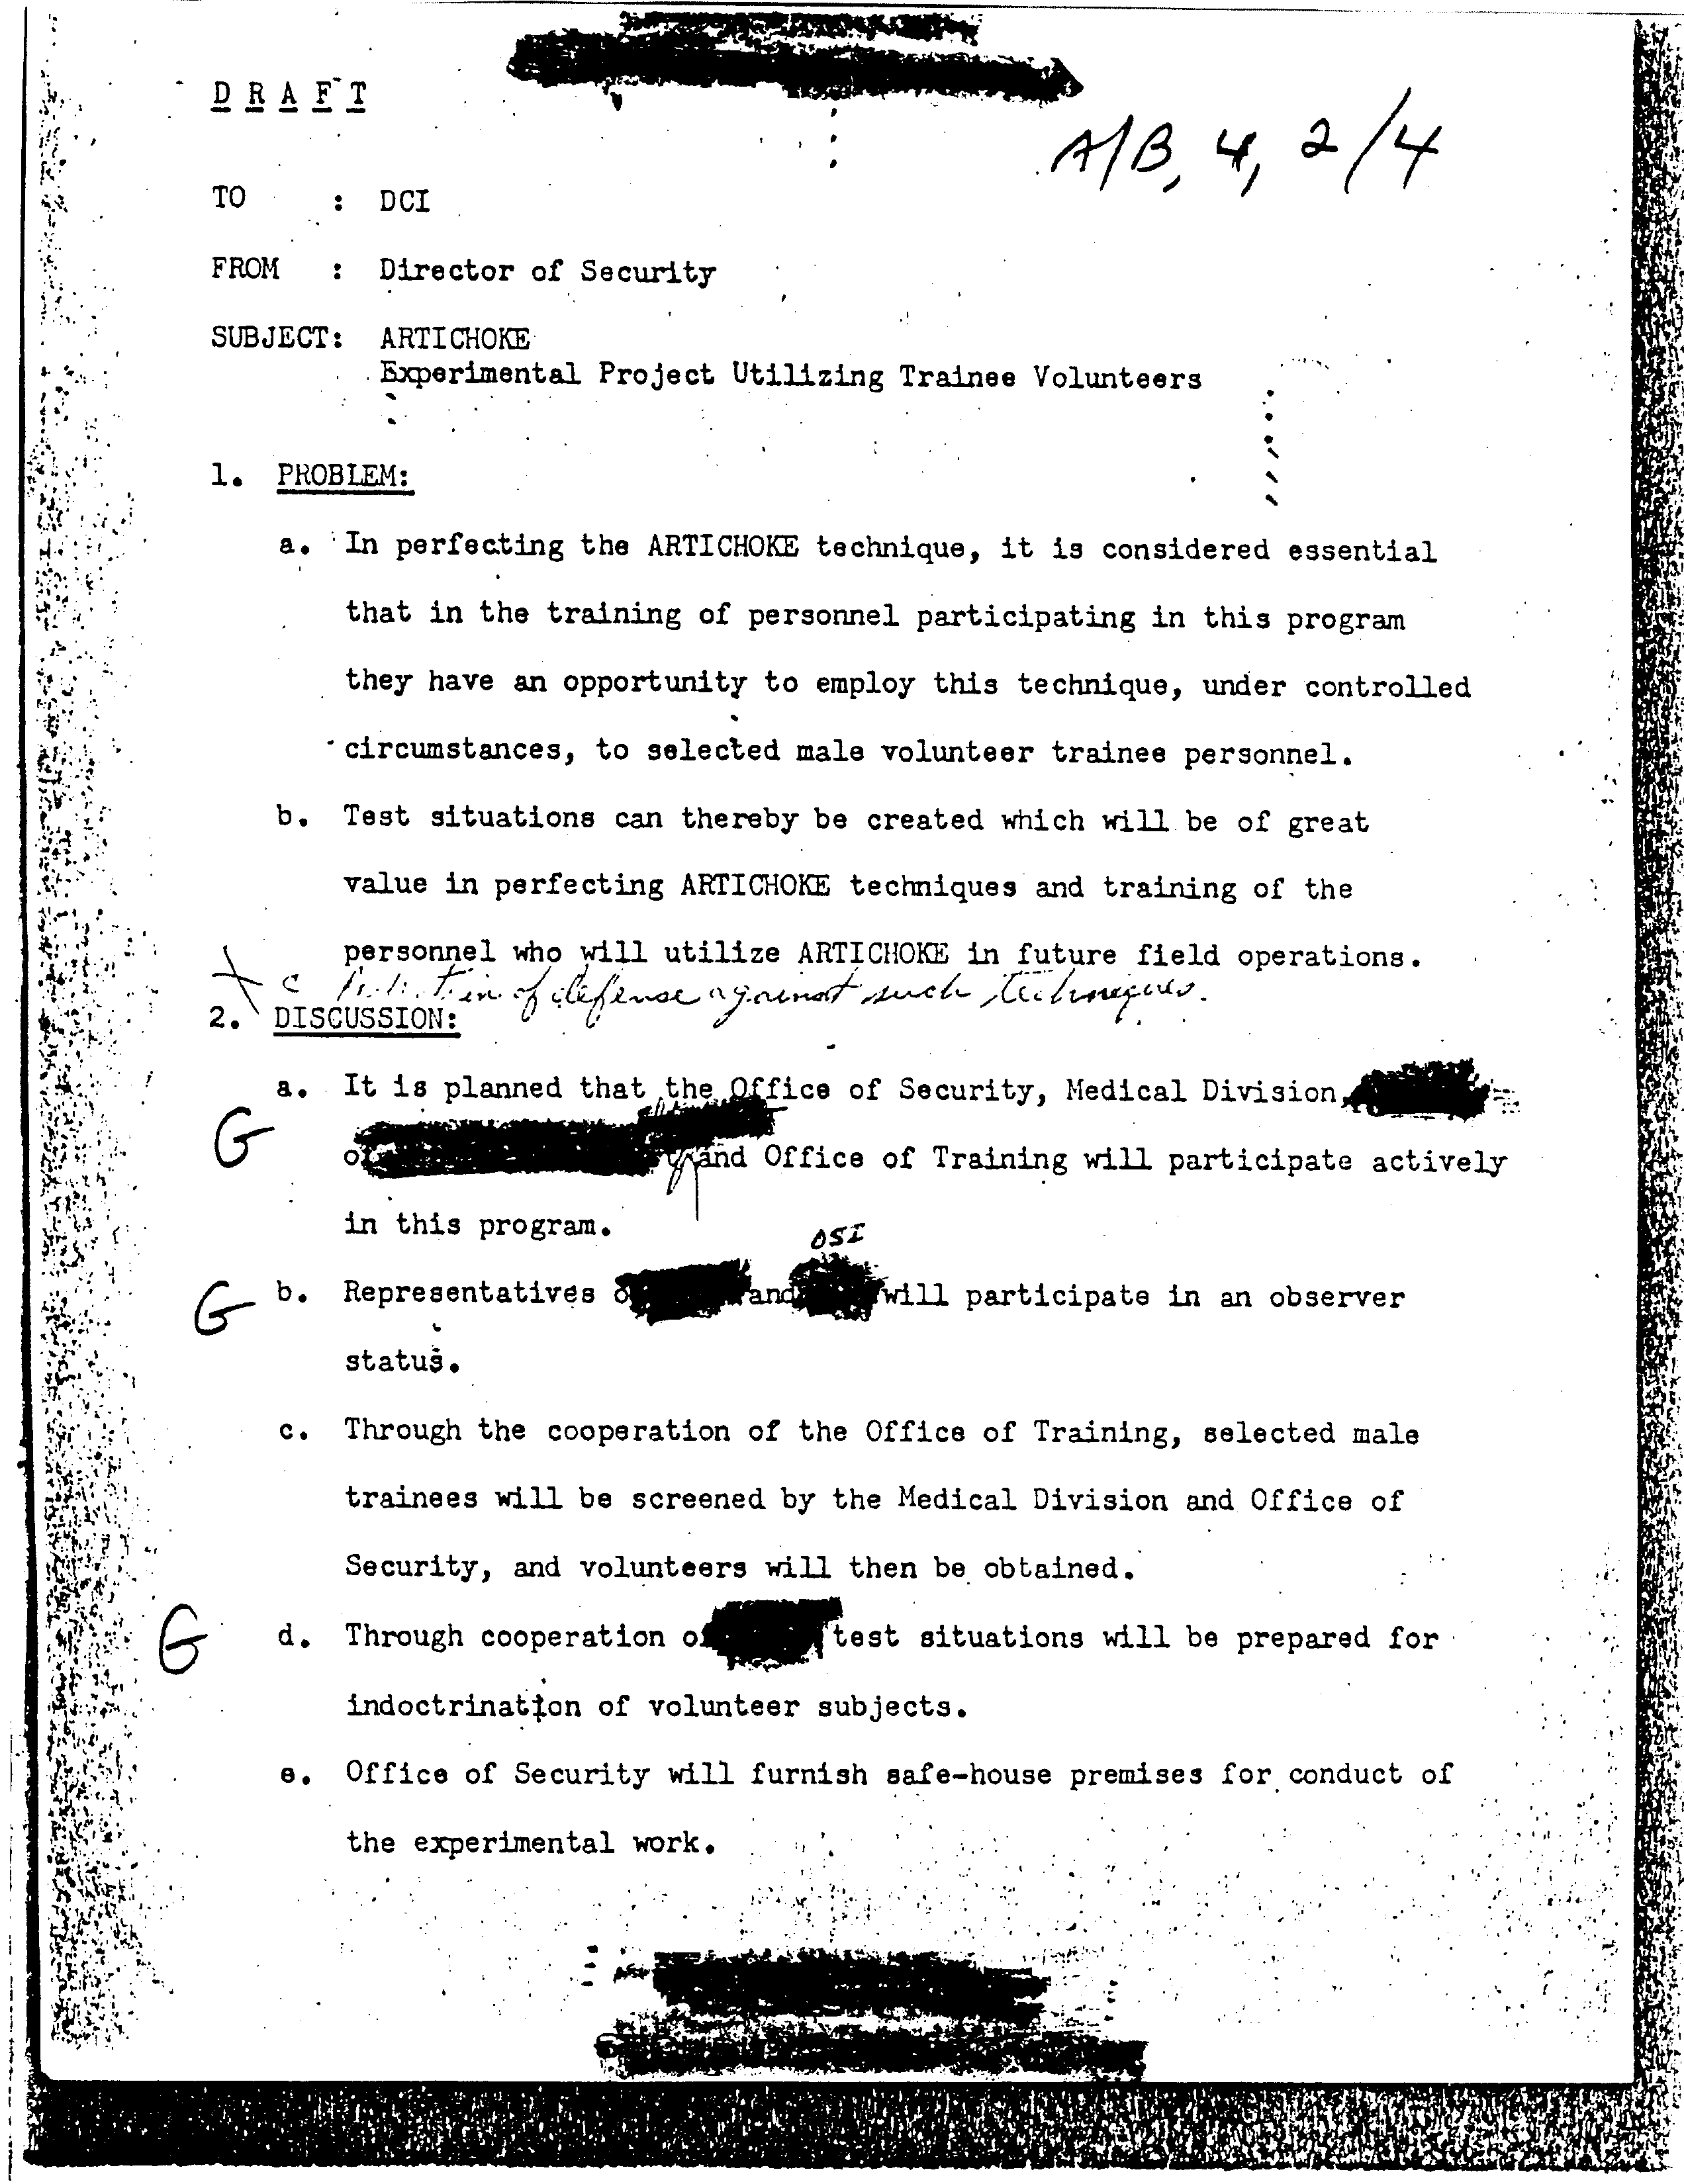 D R A F T
A/B, 4, 2/4
TO : DCI
FROM : Director of Security
SUBJECT: ARTICHOKE
Experimental Project Utilizing Trainee Volunteers
1. PROBLEM:
a. In perfecting the ARTICHOKE technique, it is considered essential
that in the training of personnel participating in this program
they have an opportunity to employ this technique, under controlled
circumstances, to selected male volunteer trainee personnel.
b. Test situations can thereby be created which will be of great
value in perfecting ARTICHOKE techniques and training of the
personnel who will utilize ARTICHOKE in future field operations.
c of defense against such techniques.
2. DISCUSSION:
a. It is planned that the Office of Security, Medical Division,
G
and Office of Training will participate actively
in this program.
OSI
G b. Representatives and will participate in an observer
status.
c. Through the cooperation of the Office of Training, selected male
trainees will be screened by the Medical Division and Office of
Security, and volunteers will then be obtained.
G d. Through cooperation of test situations will be prepared for
indoctrination of volunteer subjects.
e. Office of Security will furnish safe-house premises for conduct of
the experimental work.